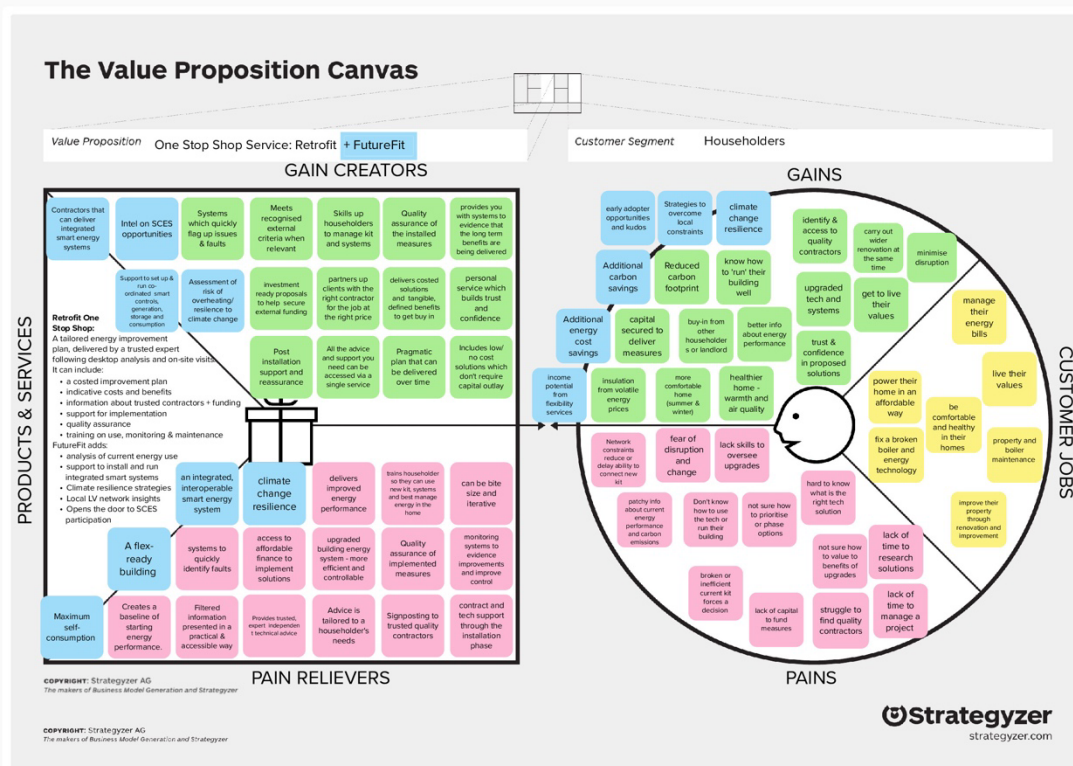 The Value Proposition Canvas
Value Proposition
One Stop Shop Service: Retrofit + FutureFit
Customer Segment
Householders
GAIN CREATORS
Contractors that
can deliver
integrated
smart energy
systems
Intel on SCES
opportunities
Systems
which quickly
flag up issues
& faults
Meets
recognised
external
criteria when
relevant
Skills up
householders
to manage kit
and systems
Quality
assurance of
the installed
measures
provides you
with systems to
evidence that
the long term
benefits are
being delivered
Support to set up &
run co-
ordinated smart
controls,
generation,
storage and
consumption
Assessment of
risk of
overheating/
resilence to
climate change
investment
ready proposals
to help secure
external funding
partners up
clients with the
right contractor
for the job at
the right price
delivers costed
solutions
and tangible,
defined benefits
to get buy in
personal
service which
builds trust
and
confidence
Post
installation
support and
reassurance
All the advice
and support you
need can be
accessed via a
single service
Pragmatic
plan that can
be delivered
over time
Includes low/
no cost
solutions which
don't require
capital outlay
PRODUCTS & SERVICES
Retrofit One
Stop Shop:
A tailored energy improvement
plan, delivered by a trusted expert
following desktop analysis and on-site visits.
It can include:
• a costed improvement plan
• indicative costs and benefits
• information about trusted contractors + funding
• support for implementation
• quality assurance
• training on use, monitoring & maintenance
FutureFit adds:
• analysis of current energy use
• support to install and run
integrated smart systems
• Climate resilience strategies
• Local LV network insights
• Opens the door to SCES
participation
an integrated,
interoperable
smart energy
system
climate
change
resilience
delivers
improved
energy
performance
trains householder
so they can use
new kit, systems
and best manage
energy in the
home
can be bite
size and
iterative
A flex-
ready
building
systems to
quickly
identify faults
access to
affordable
finance to
implement
solutions
upgraded
building energy
system - more
efficient and
controllable
Quality
assurance of
implemented
measures
monitoring
systems to
evidence
improvements
and improve
control
Maximum
self-
consumption
Creates a
baseline of
starting
energy
performance.
Filtered
information
presented in a
practical &
accessible way
Provides trusted,
expert independen
t technical advice
Advice is
tailored to a
household's
needs
Signposting to
trusted quality
contractors
contract and
tech support
through the
installation
phase
PAIN RELIEVERS
GAINS
early adopter
opportunities
and kudos
Strategies to
overcome
local
constraints
climate
change
resilience
identify &
access to
quality
contractors
carry out
wider
renovation at
the same
time
minimise
disruption
Additional
carbon
savings
Reduced
carbon
footprint
know how
to 'run' their
building
well
upgraded
tech and
systems
get to live
their
values
Additional
energy
cost
savings
capital
secured to
deliver
measures
buy-in from
other
householder
s or landlord
better info
about energy
performance
trust &
confidence
in proposed
solutions
income
potential
from
flexibility
services
insulation
from volatile
energy
prices
more
comfortable
home
(summer &
winter)
healthier
home -
warmth and
air quality
CUSTOMER JOBS
manage
their
energy
bills
live their
values
power their
home in an
affordable
way
be
comfortable
and healthy
in their
homes
fix a broken
boiler and
energy
technology
property and
boiler
maintenance
improve their
property
through
renovation and
improvement
Network
constraints
reduce or
delay ability to
connect new
kit
fear of
disruption
and
change
lack skills to
oversee
upgrades
hard to know
what is the
right tech
solution
patchy info
about current
energy
performance
and carbon
emissions
Don't know
how to use
the tech or
run their
building
not sure how
to prioritise
or phase
options
not sure how
to value to
benefits of
upgrades
lack of
time to
research
solutions
broken or
inefficient
current kit
forces a
decision
lack of capital
to fund
measures
struggle to
find quality
contractors
lack of
time to
manage a
project
PAINS
COPYRIGHT: Strategyzer AG
The makers of Business Model Generation and Strategyzer
COPYRIGHT: Strategyzer AG
The makers of Business Model Generation and Strategyzer
Strategyzer
strategyzer.com